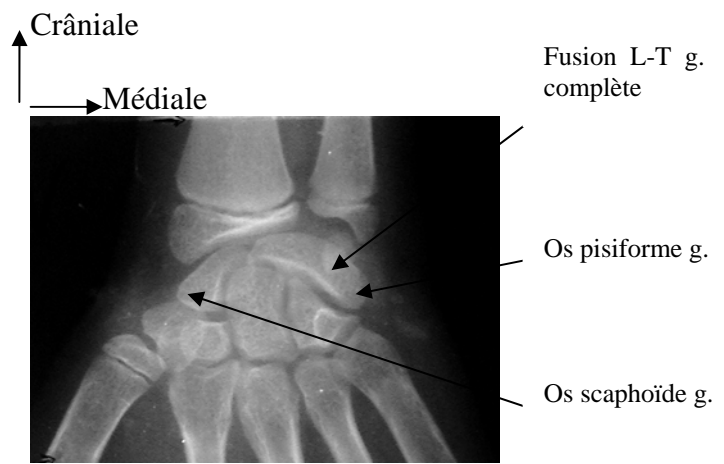 Crâniale
Médiale
Fusion L-T g.
complète
Os pisiforme g.
Os scaphoïde g.